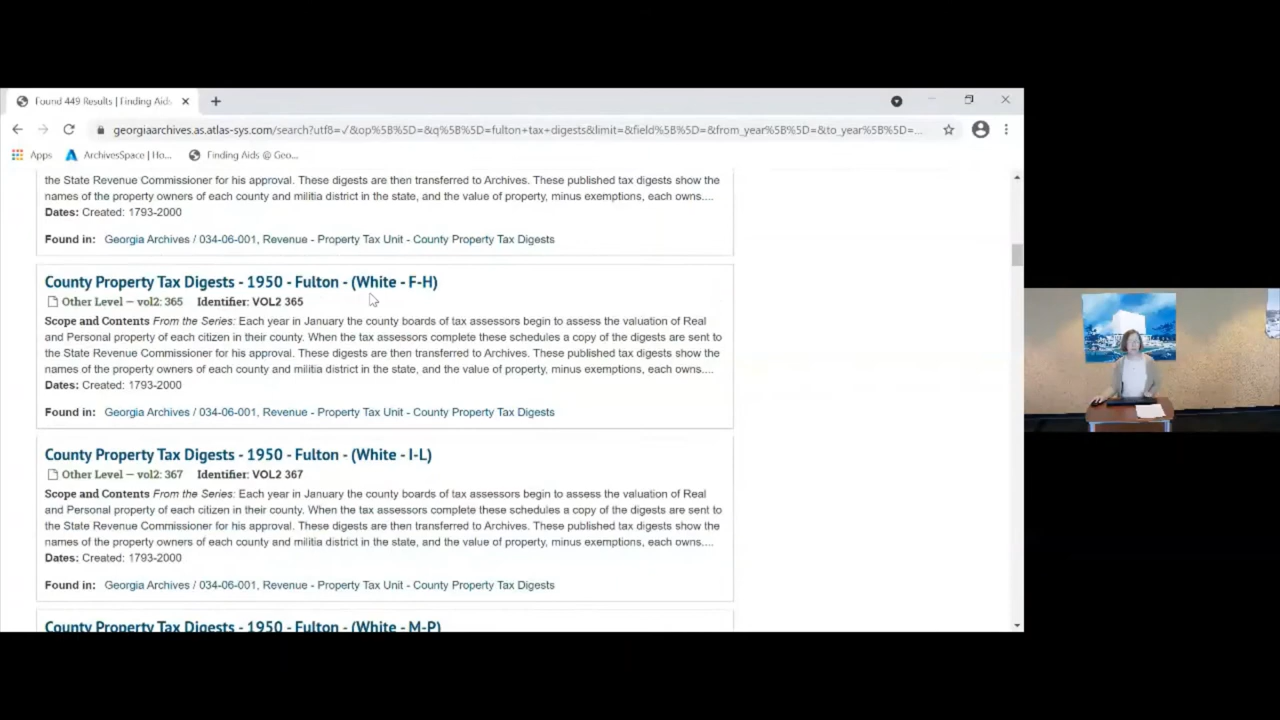 Found 449 Results | Finding Aids
georgiaarchives.as.atlas-sys.com/search?utf8=✓&op%5B%5D=&q%5B%5D=fulton+tax+digests&limit=&field%5B%5D=&from_year%5B%5D=&to_year%5B%5D=...
Apps ArchivesSpace | Ho... Finding Aids @ Geo...
the State Revenue Commissioner for his approval. These digests are then transferred to Archives. These published tax digests show the
names of the property owners of each county and militia district in the state, and the value of property, minus exemptions, each owns....
Dates: Created: 1793-2000
Found in: Georgia Archives / 034-06-001, Revenue - Property Tax Unit - County Property Tax Digests
County Property Tax Digests - 1950 - Fulton - (White - F-H)
Other Level — vol2: 365 Identifier: VOL2 365
Scope and Contents From the Series: Each year in January the county boards of tax assessors begin to assess the valuation of Real
and Personal property of each citizen in their county. When the tax assessors complete these schedules a copy of the digests are sent to
the State Revenue Commissioner for his approval. These digests are then transferred to Archives. These published tax digests show the
names of the property owners of each county and militia district in the state, and the value of property, minus exemptions, each owns....
Dates: Created: 1793-2000
Found in: Georgia Archives / 034-06-001, Revenue - Property Tax Unit - County Property Tax Digests
County Property Tax Digests - 1950 - Fulton - (White - I-L)
Other Level — vol2: 367 Identifier: VOL2 367
Scope and Contents From the Series: Each year in January the county boards of tax assessors begin to assess the valuation of Real
and Personal property of each citizen in their county. When the tax assessors complete these schedules a copy of the digests are sent to
the State Revenue Commissioner for his approval. These digests are then transferred to Archives. These published tax digests show the
names of the property owners of each county and militia district in the state, and the value of property, minus exemptions, each owns....
Dates: Created: 1793-2000
Found in: Georgia Archives / 034-06-001, Revenue - Property Tax Unit - County Property Tax Digests
County Property Tax Digests - 1950 - Fulton - (White - M-P)